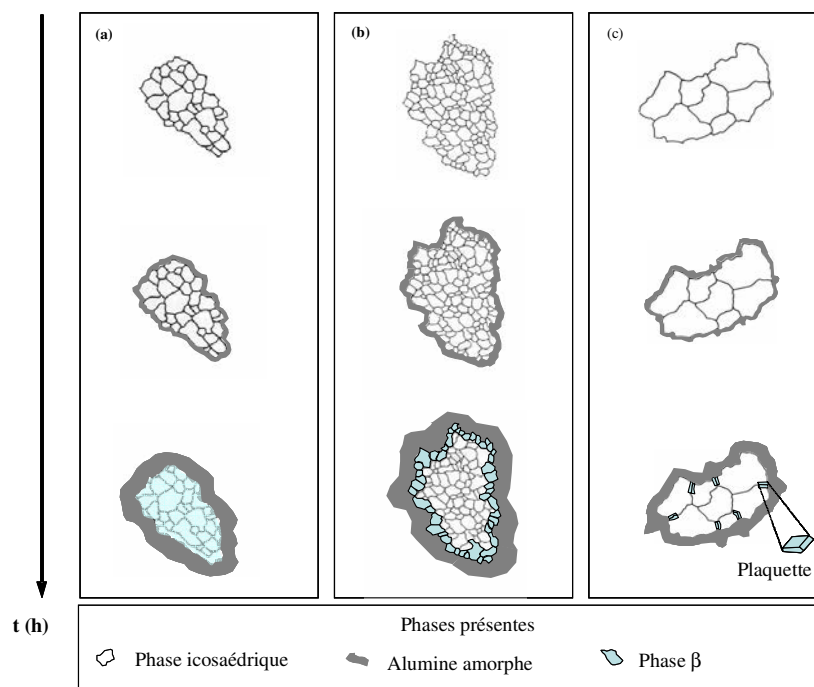 (a)
(b)
(c)
Plaquette
t (h)
Phases présentes
Phase icosaédrique
Alumine amorphe
Phase β